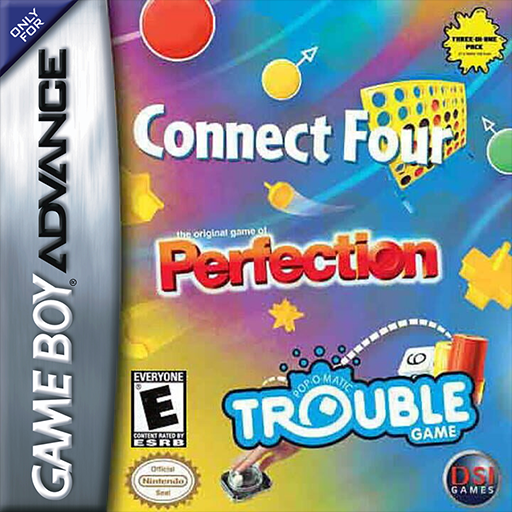 ONLY
FOR
GAME BOY ADVANCE
®
THREE-IN-ONE
PACK
Connect Four
the original game of
Perfection
6
POP-O-MATIC
TROUBLE
GAME
EVERYONE
E
CONTENT RATED BY
ESRB
Official
Nintendo
Seal
DSI
GAMES